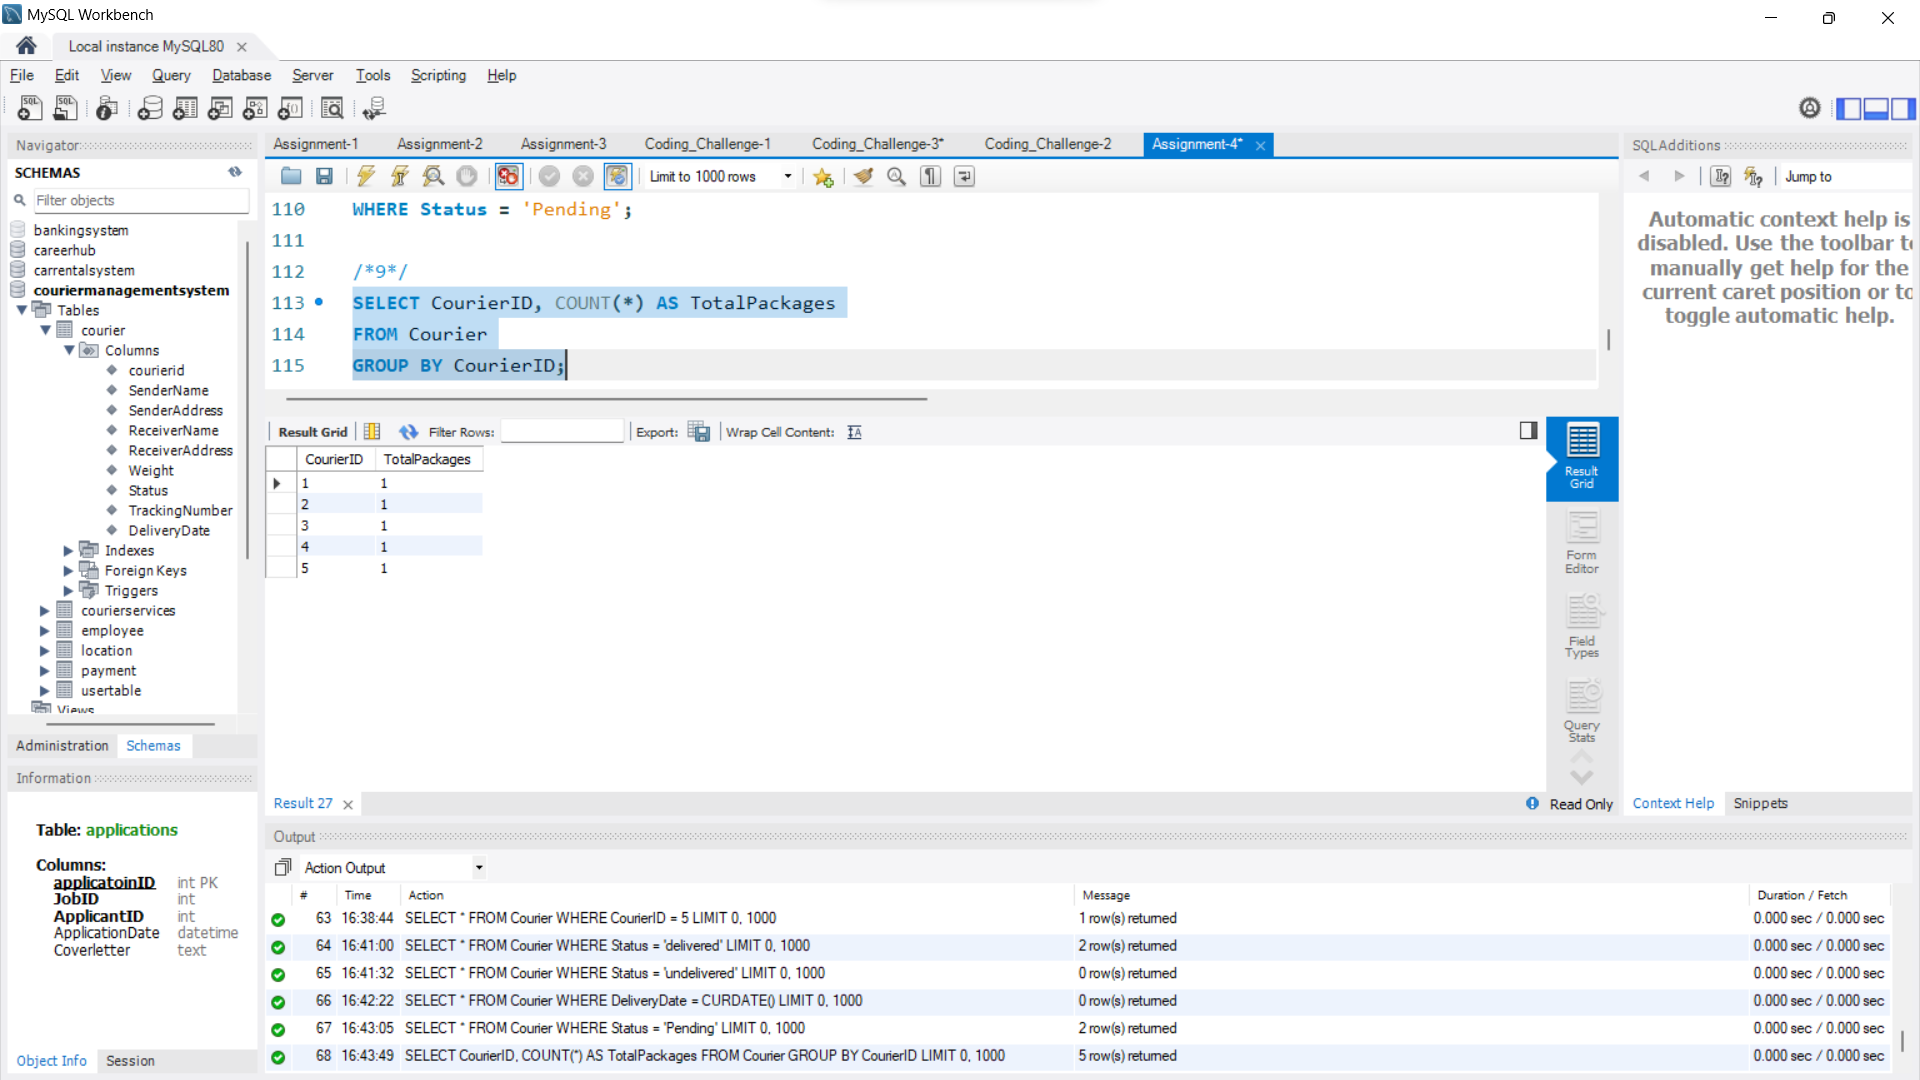 MySQL Workbench
Local instance MySQL80
File Edit View Query Database Server Tools Scripting Help
Navigator
SCHEMAS
Filter objects
bankingsystem
careerhub
carrentalsystem
couriermanagementsystem
Tables
courier
Columns
courierid
SenderName
SenderAddress
ReceiverName
ReceiverAddress
Weight
Status
TrackingNumber
DeliveryDate
Indexes
Foreign Keys
Triggers
courierservices
employee
location
payment
usertable
Views
Administration Schemas
Information
Table: applications
Columns:
applicatoinID int PK
JobID int
ApplicantID int
ApplicationDate datetime
Coverletter text
Object Info Session
Assignment-1 Assignment-2 Assignment-3 Coding_Challenge-1 Coding_Challenge-3* Coding_Challenge-2 Assignment-4*
Limit to 1000 rows
110 WHERE Status = 'Pending';
111
112 /*9*/
113 SELECT CourierID, COUNT(*) AS TotalPackages
114 FROM Courier
115 GROUP BY CourierID;
Result Grid Filter Rows: Export: Wrap Cell Content:
CourierID TotalPackages
1 1
2 1
3 1
4 1
5 1
Result Grid
Form Editor
Field Types
Query Stats
Result 27 Read Only
SQLAdditions
Jump to
Automatic context help is
disabled. Use the toolbar to
manually get help for the
current caret position or to
toggle automatic help.
Context Help Snippets
Output
Action Output
# Time Action Message Duration / Fetch
63 16:38:44 SELECT * FROM Courier WHERE CourierID = 5 LIMIT 0, 1000 1 row(s) returned 0.000 sec / 0.000 sec
64 16:41:00 SELECT * FROM Courier WHERE Status = 'delivered' LIMIT 0, 1000 2 row(s) returned 0.000 sec / 0.000 sec
65 16:41:32 SELECT * FROM Courier WHERE Status = 'undelivered' LIMIT 0, 1000 0 row(s) returned 0.000 sec / 0.000 sec
66 16:42:22 SELECT * FROM Courier WHERE DeliveryDate = CURDATE() LIMIT 0, 1000 0 row(s) returned 0.000 sec / 0.000 sec
67 16:43:05 SELECT * FROM Courier WHERE Status = 'Pending' LIMIT 0, 1000 2 row(s) returned 0.000 sec / 0.000 sec
68 16:43:49 SELECT CourierID, COUNT(*) AS TotalPackages FROM Courier GROUP BY CourierID LIMIT 0, 1000 5 row(s) returned 0.000 sec / 0.000 sec